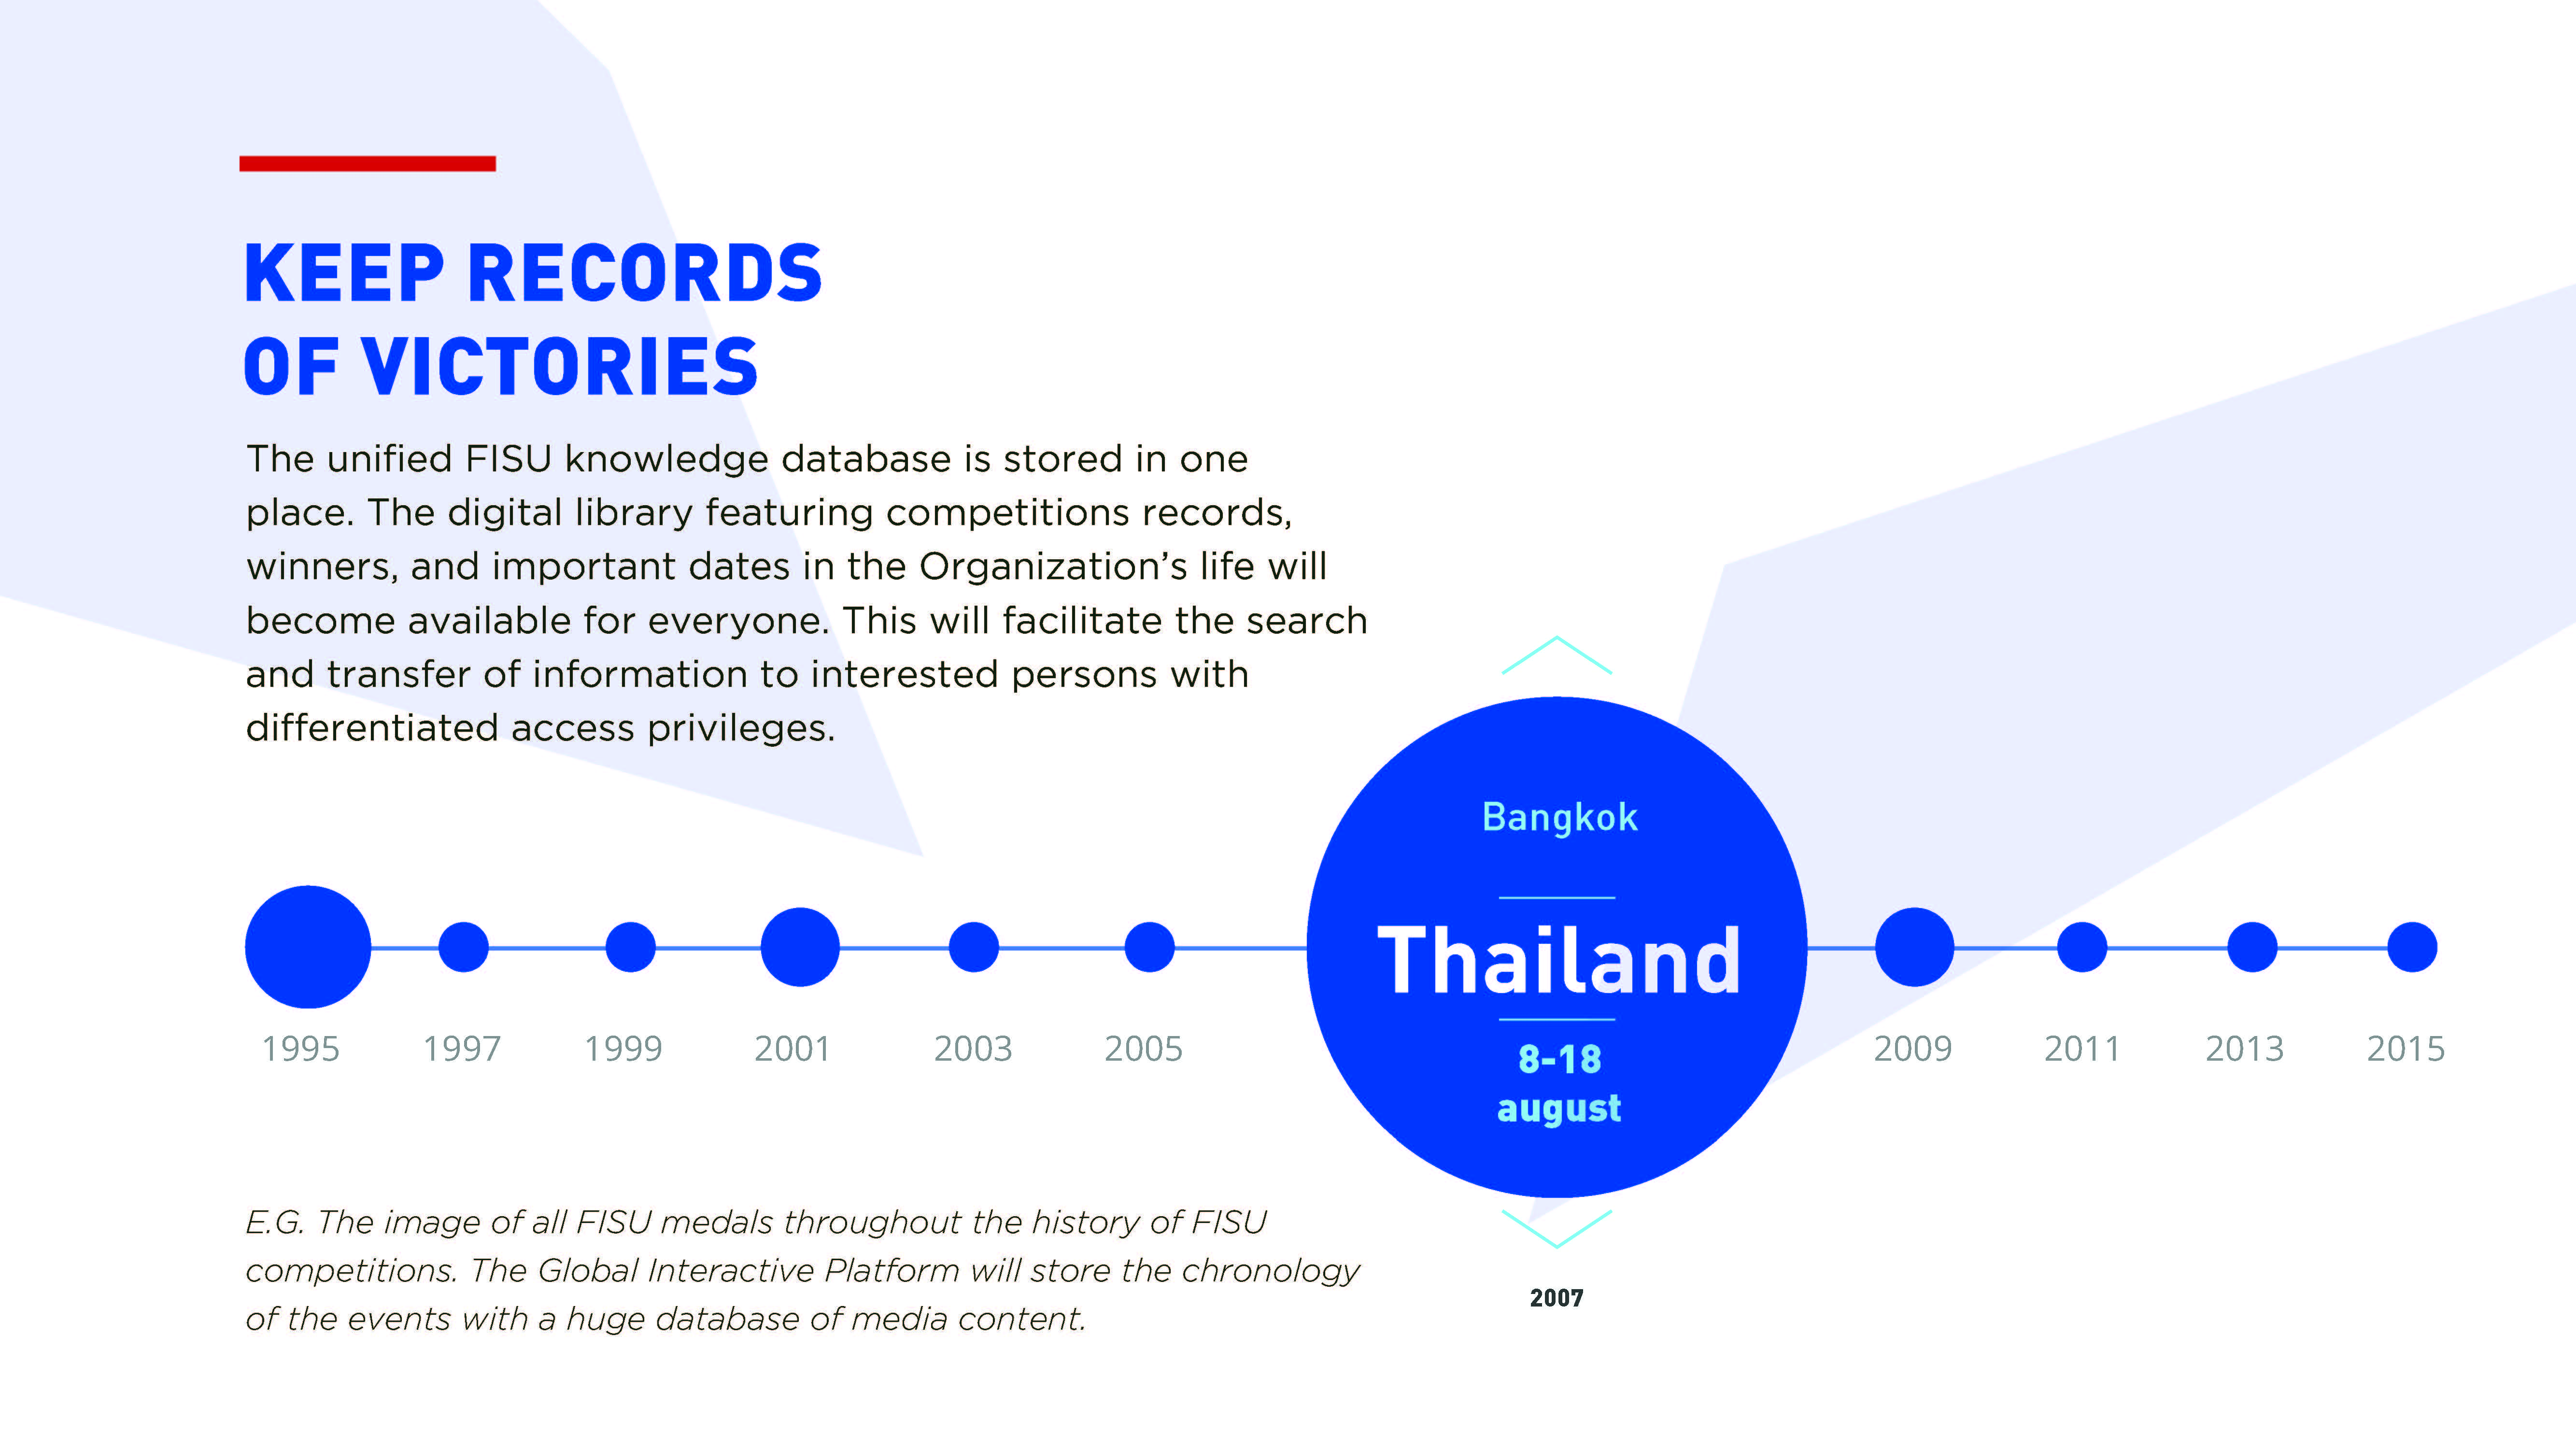 KEEP RECORDS
OF VICTORIES
The unified FISU knowledge database is stored in one
place. The digital library featuring competitions records,
winners, and important dates in the Organization’s life will
become available for everyone. This will facilitate the search
and transfer of information to interested persons with
differentiated access privileges.
Bangkok
Thailand
8-18
august
1995 1997 1999 2001 2003 2005 2009 2011 2013 2015
E.G. The image of all FISU medals throughout the history of FISU
competitions. The Global Interactive Platform will store the chronology
of the events with a huge database of media content.
2007